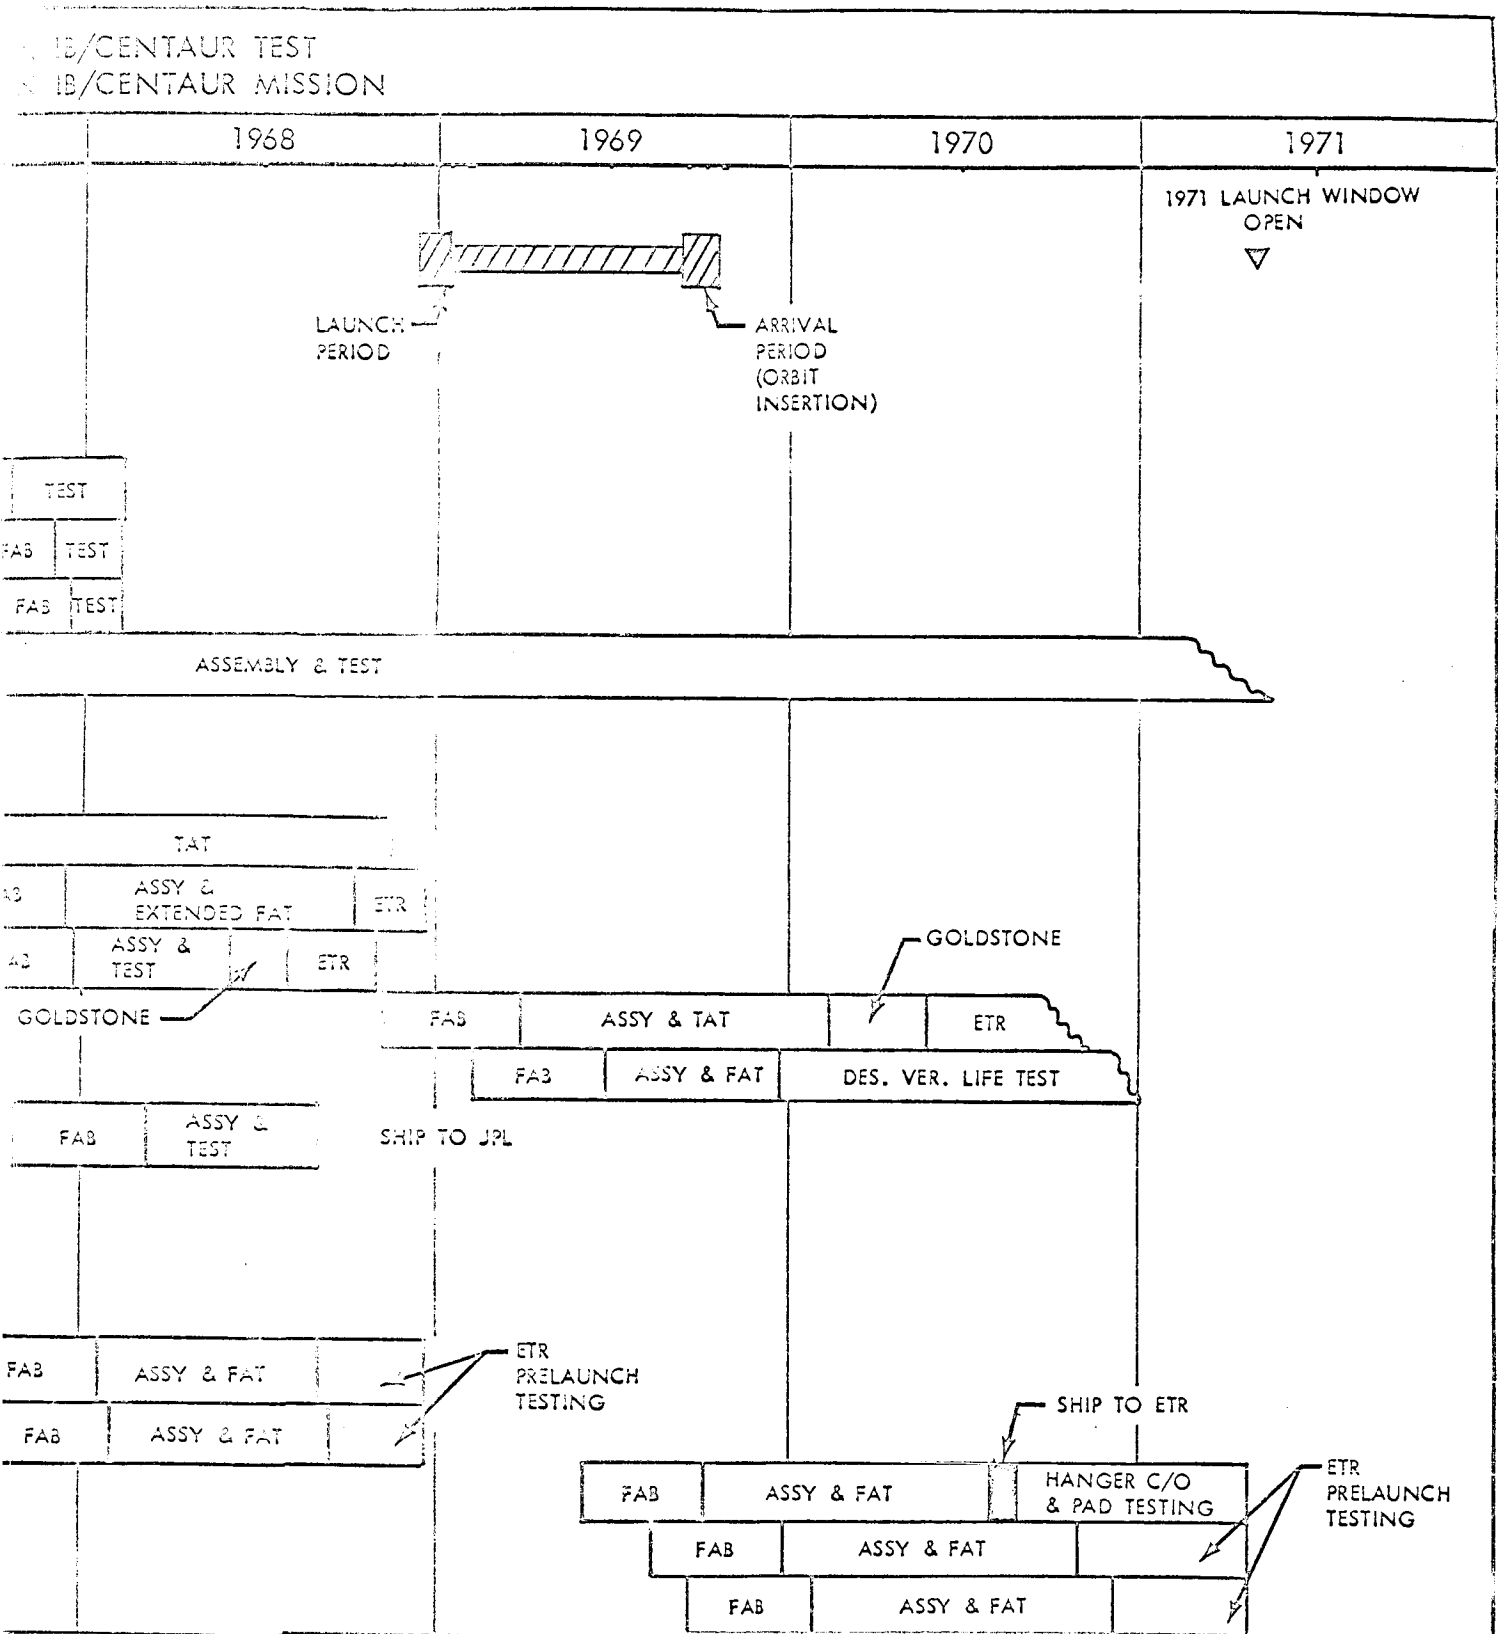 IB/CENTAUR TEST
IB/CENTAUR MISSION
1968 1969 1970 1971
1971 LAUNCH WINDOW
OPEN
LAUNCH
PERIOD
ARRIVAL
PERIOD
(ORBIT
INSERTION)
TEST
FAB TEST
FAB TEST
ASSEMBLY & TEST
TAT
AB ASSY &
EXTENDED FAT ETR
AB ASSY &
TEST ETR
GOLDSTONE
GOLDSTONE
FAB ASSY & TAT ETR
FAB ASSY & FAT DES. VER. LIFE TEST
FAB ASSY &
TEST
SHIP TO JPL
FAB ASSY & FAT
ETR
PRELAUNCH
TESTING
FAB ASSY & FAT
SHIP TO ETR
FAB ASSY & FAT HANGER C/O
& PAD TESTING
ETR
PRELAUNCH
TESTING
FAB ASSY & FAT
FAB ASSY & FAT